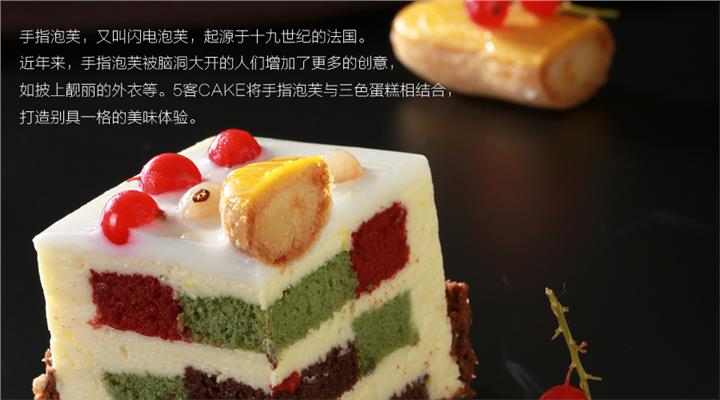 手指泡芙，又叫闪电泡芙，起源于十九世纪的法国。
近年来，手指泡芙被脑洞大开的人们增加了更多的创意，
如披上靓丽的外衣等。5客CAKE将手指泡芙与三色蛋糕相结合，
打造别具一格的美味体验。